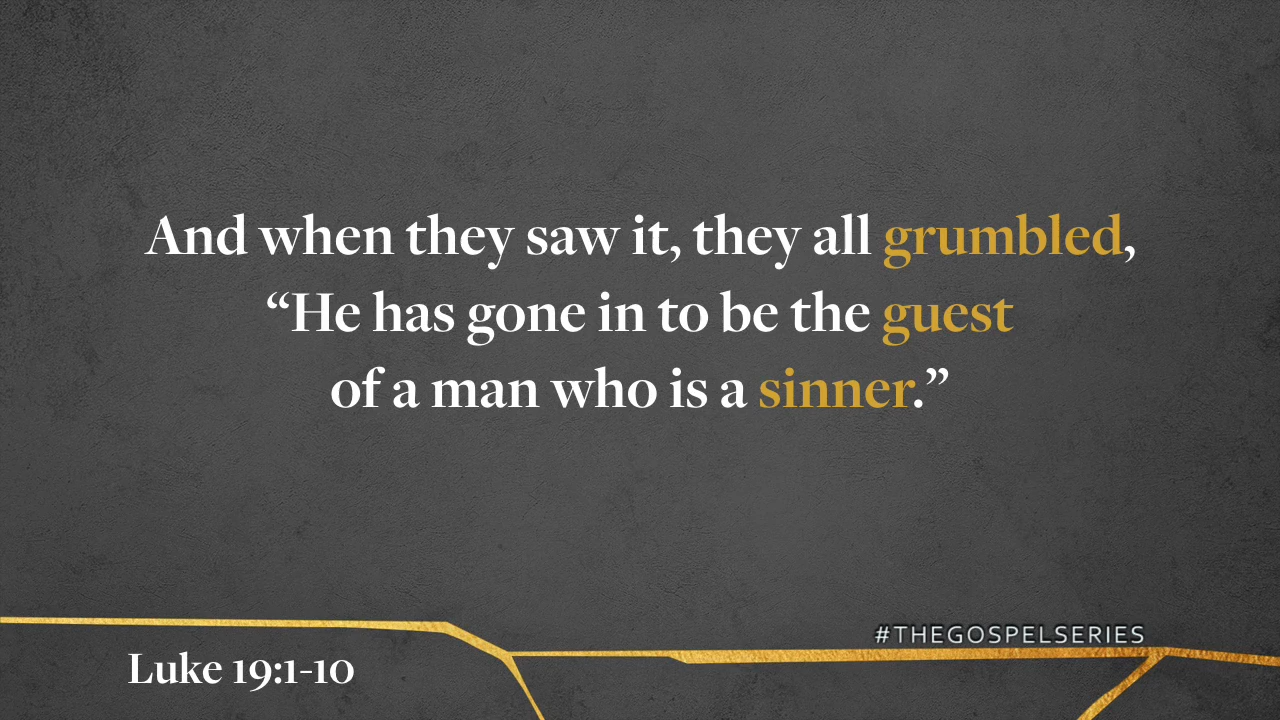 And when they saw it, they all grumbled,
“He has gone in to be the guest
of a man who is a sinner.”
#THEGOSPELSERIES
Luke 19:1-10